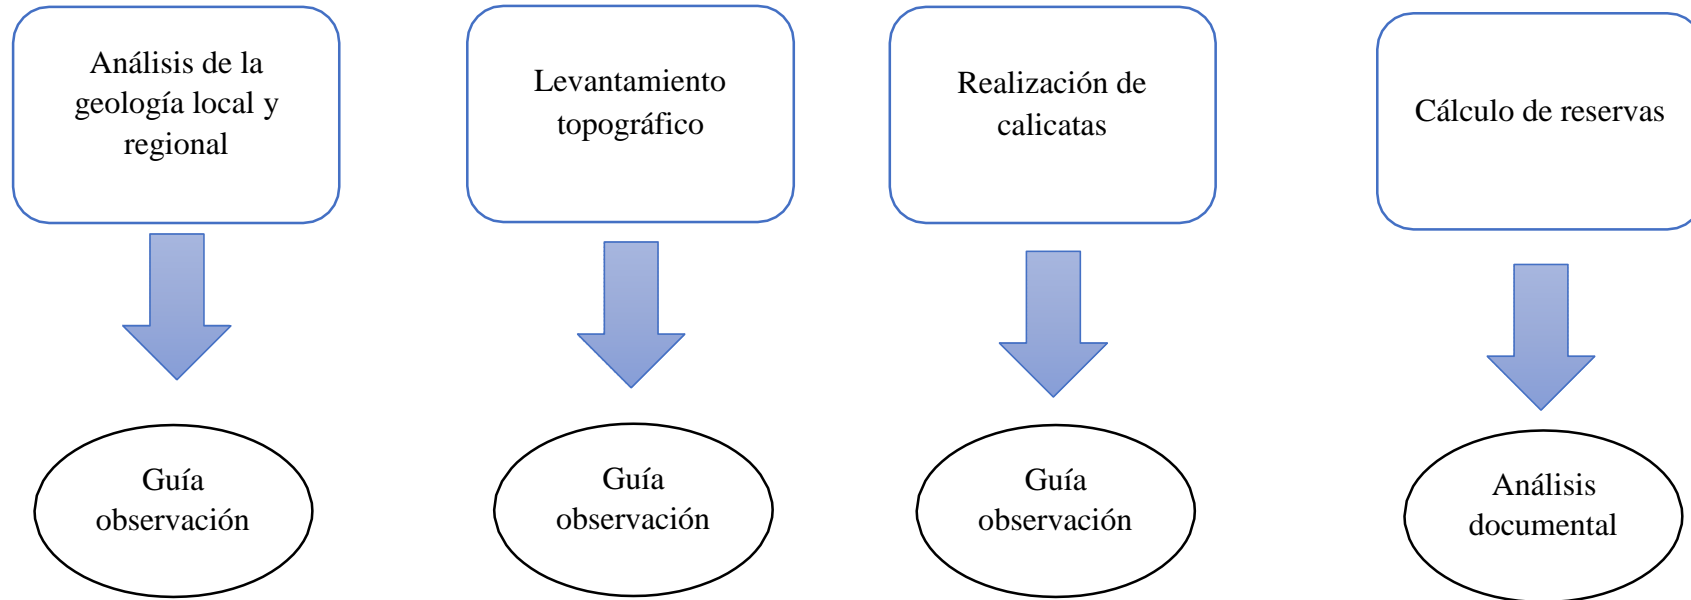 Análisis de la
geología local y
regional
Levantamiento
topográfico
Realización de
calicatas
Cálculo de reservas
Guía
observación
Guía
observación
Guía
observación
Análisis
documental